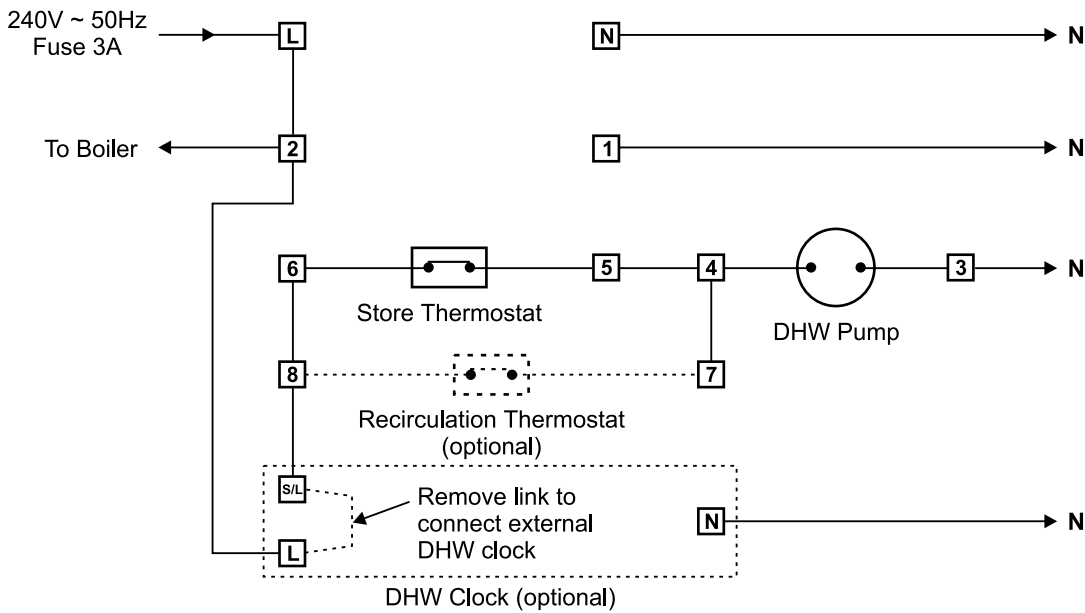 240V ~ 50Hz
Fuse 3A
L
N
N
To Boiler
2
1
N
6
5
4
3
N
Store Thermostat
DHW Pump
8
7
Recirculation Thermostat
(optional)
S/L
Remove link to
connect external
DHW clock
N
N
L
DHW Clock (optional)